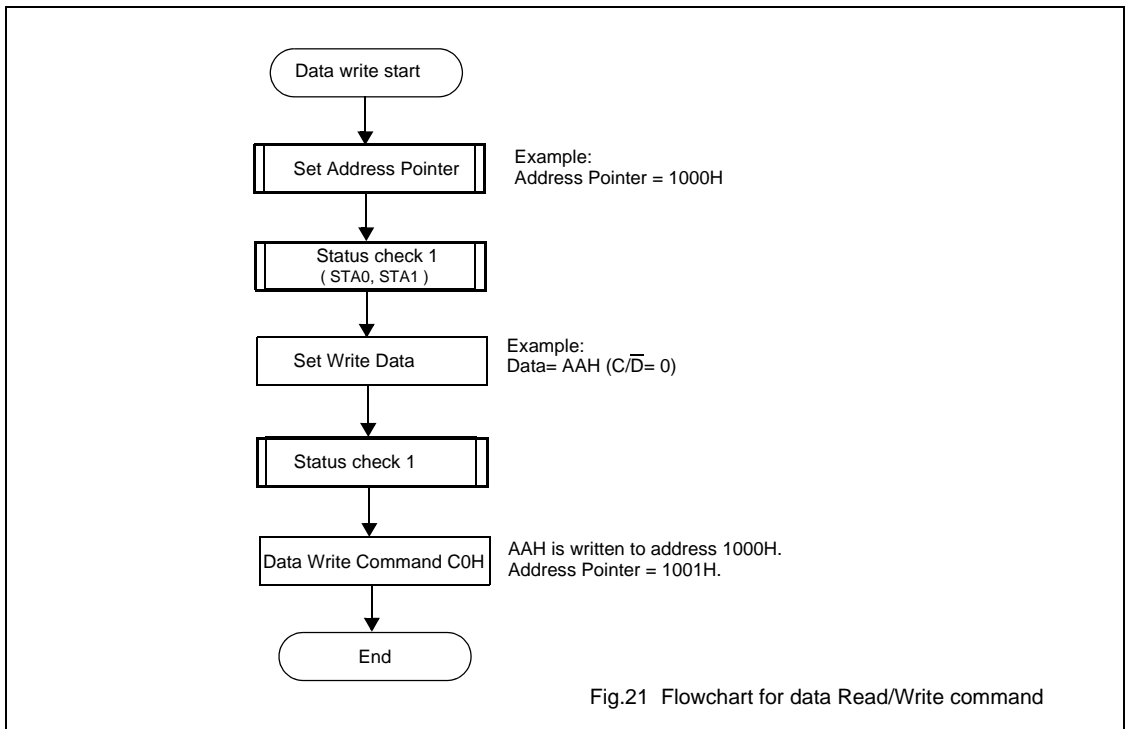 Data write start
Set Address Pointer
Example:
Address Pointer = 1000H
Status check 1
( STA0, STA1 )
Set Write Data
Example:
Data= AAH (C/D̅= 0)
Status check 1
Data Write Command C0H
AAH is written to address 1000H.
Address Pointer = 1001H.
End
Fig.21 Flowchart for data Read/Write command